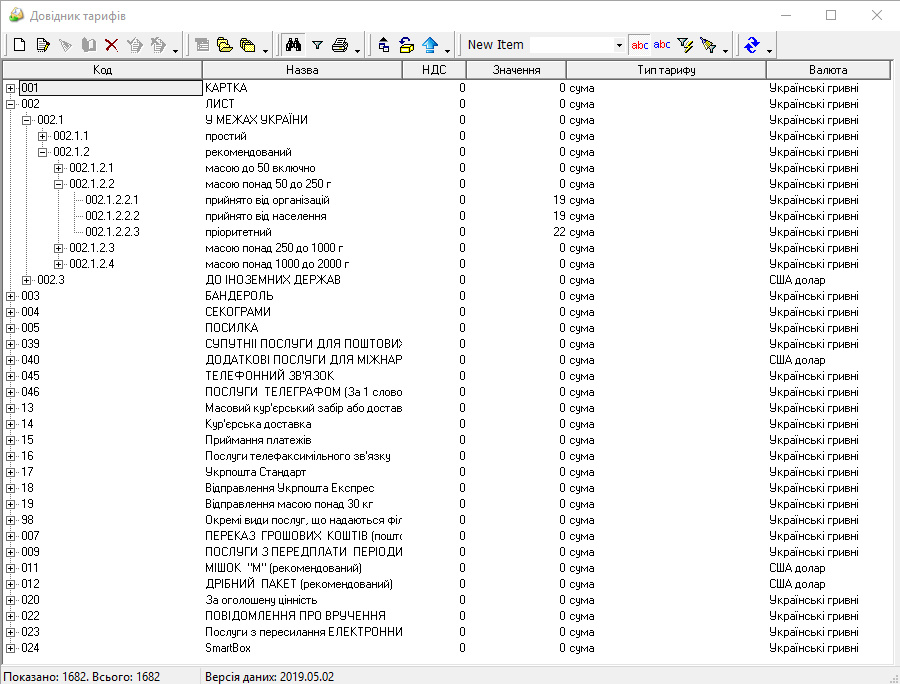 Довідник тарифів
New Item abc abc
Код Назва НДС Значення Тип тарифу Валюта
001 КАРТКА 0 0 сума Українські гривні
002 ЛИСТ 0 0 сума Українські гривні
002.1 У МЕЖАХ УКРАЇНИ 0 0 сума Українські гривні
002.1.1 простий 0 0 сума Українські гривні
002.1.2 рекомендований 0 0 сума Українські гривні
002.1.2.1 масою до 50 включно 0 0 сума Українські гривні
002.1.2.2 масою понад 50 до 250 г 0 0 сума Українські гривні
002.1.2.2.1 прийнято від організацій 0 19 сума Українські гривні
002.1.2.2.2 прийнято від населення 0 19 сума Українські гривні
002.1.2.2.3 пріоритетний 0 22 сума Українські гривні
002.1.2.3 масою понад 250 до 1000 г 0 0 сума Українські гривні
002.1.2.4 масою понад 1000 до 2000 г 0 0 сума Українські гривні
002.3 ДО ІНОЗЕМНИХ ДЕРЖАВ 0 0 сума США долар
003 БАНДЕРОЛЬ 0 0 сума Українські гривні
004 СЕКОГРАМИ 0 0 сума Українські гривні
005 ПОСИЛКА 0 0 сума Українські гривні
039 СУПУТНІІ ПОСЛУГИ ДЛЯ ПОШТОВИХ 0 0 сума Українські гривні
040 ДОДАТКОВІ ПОСЛУГИ ДЛЯ МІЖНАР 0 0 сума США долар
045 ТЕЛЕФОННИЙ ЗВ'ЯЗОК 0 0 сума Українські гривні
046 ПОСЛУГИ ТЕЛЕГРАФОМ (За 1 слово 0 0 сума Українські гривні
13 Масовий кур'єрський забір або достав 0 0 сума Українські гривні
14 Кур'єрська доставка 0 0 сума Українські гривні
15 Приймання платежів 0 0 сума Українські гривні
16 Послуги телефаксимільного зв'язку 0 0 сума Українські гривні
17 Укрпошта Стандарт 0 0 сума Українські гривні
18 Відправлення Укрпошта Експрес 0 0 сума Українські гривні
19 Відправлення масою понад 30 кг 0 0 сума Українські гривні
98 Окремі види послуг, що надаються філ 0 0 сума Українські гривні
007 ПЕРЕКАЗ ГРОШОВИХ КОШТІВ (пошто 0 0 сума Українські гривні
009 ПОСЛУГИ З ПЕРЕДПЛАТИ ПЕРІОДИ 0 0 сума Українські гривні
011 МІШОК "М" (рекомендований) 0 0 сума США долар
012 ДРІБНИЙ ПАКЕТ (рекомендований) 0 0 сума США долар
020 За оголошену цінність 0 0 сума Українські гривні
022 ПОВІДОМЛЕННЯ ПРО ВРУЧЕННЯ 0 0 сума Українські гривні
023 Послуги з пересилання ЕЛЕКТРОННИ 0 0 сума Українські гривні
024 SmartBox 0 0 сума Українські гривні
Показано: 1682. Всього: 1682 Версія даних: 2019.05.02